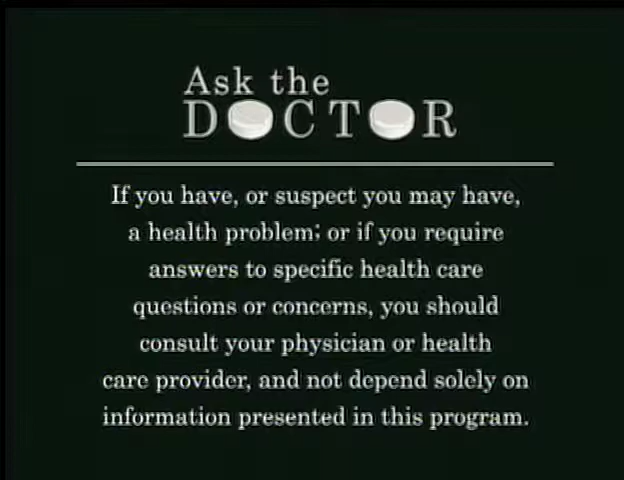 Ask the
DOCTOR
If you have, or suspect you may have,
a health problem; or if you require
answers to specific health care
questions or concerns, you should
consult your physician or health
care provider, and not depend solely on
information presented in this program.